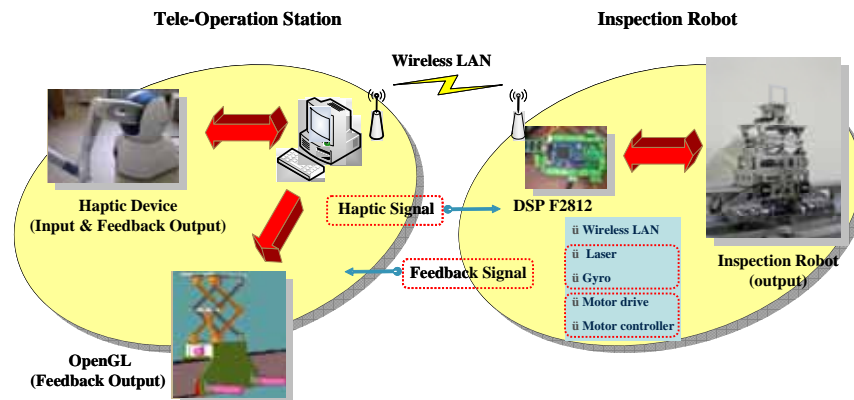 Tele-Operation Station
Inspection Robot
Wireless LAN
Haptic Device
(Input & Feedback Output)
Haptic Signal
DSP F2812
ü Wireless LAN
ü Laser
ü Gyro
ü Motor drive
ü Motor controller
Inspection Robot
(output)
Feedback Signal
OpenGL
(Feedback Output)